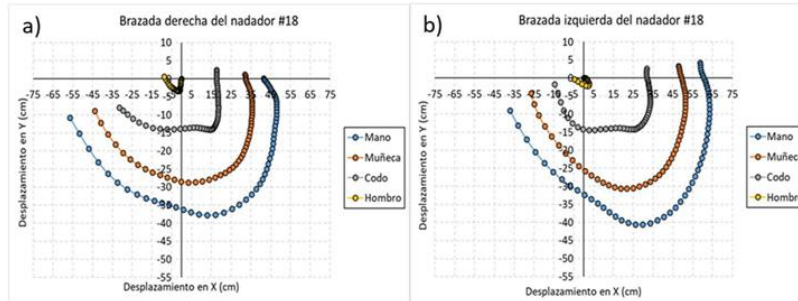 a)
Brazada derecha del nadador #18
10
5
0
-75 -65 -55 -45 -35 -25 -15 -5 5 15 25 35 45 55 65 75
-5
-10
-15
-20
-25
-30
-35
-40
-45
-50
-55
Desplazamiento en Y (cm)
Desplazamiento en X (cm)
Mano
Muñeca
Codo
Hombro
b)
Brazada izquierda del nadador #18
10
5
0
-75 -65 -55 -45 -35 -25 -15 -5 5 15 25 35 45 55 65 75
-5
-10
-15
-20
-25
-30
-35
-40
-45
-50
-55
Desplazamiento en Y (cm)
Desplazamiento en X (cm)
Mano
Muñeca
Codo
Hombro